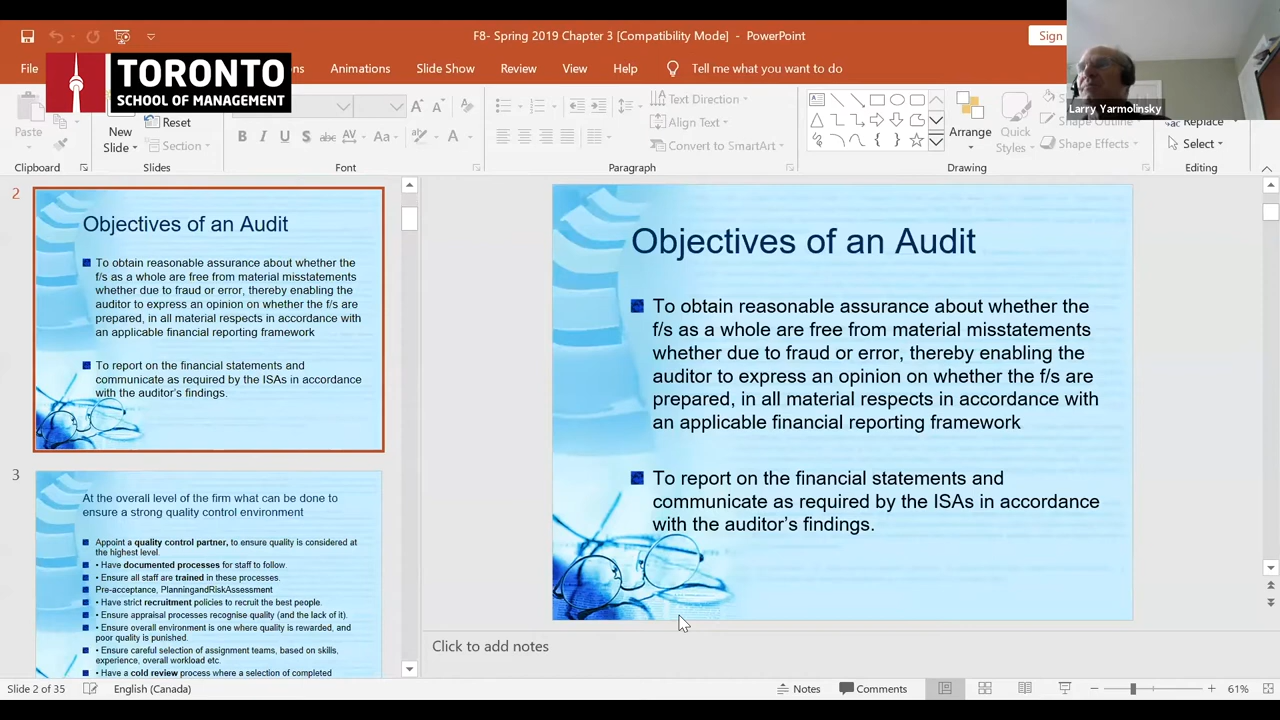 F8- Spring 2019 Chapter 3 [Compatibility Mode] - PowerPoint
Sign
TORONTO
SCHOOL OF MANAGEMENT
File
Animations
Slide Show
Review
View
Help
Tell me what you want to do
Larry Yarmolinsky
Paste
New
Slide
Reset
Section
Text Direction
Align Text
Convert to SmartArt
Arrange
Quick
Styles
Shape Outline
Shape Effects
Replace
Select
Clipboard
Slides
Font
Paragraph
Drawing
Editing
2
Objectives of an Audit
To obtain reasonable assurance about whether the
f/s as a whole are free from material misstatements
whether due to fraud or error, thereby enabling the
auditor to express an opinion on whether the f/s are
prepared, in all material respects in accordance with
an applicable financial reporting framework
To report on the financial statements and
communicate as required by the ISAs in accordance
with the auditor's findings.
3
At the overall level of the firm what can be done to
ensure a strong quality control environment
Appoint a quality control partner, to ensure quality is considered at
the highest level.
• Have documented processes for staff to follow.
• Ensure all staff are trained in these processes.
Pre-acceptance, PlanningandRiskAssessment
• Have strict recruitment policies to recruit the best people.
• Ensure appraisal processes recognise quality (and the lack of it).
• Ensure overall environment is one where quality is rewarded, and
poor quality is punished.
• Ensure careful selection of assignment teams, based on skills,
experience, overall workload etc.
• Have a cold review process where a selection of completed
Objectives of an Audit
To obtain reasonable assurance about whether the
f/s as a whole are free from material misstatements
whether due to fraud or error, thereby enabling the
auditor to express an opinion on whether the f/s are
prepared, in all material respects in accordance with
an applicable financial reporting framework
To report on the financial statements and
communicate as required by the ISAs in accordance
with the auditor's findings.
Click to add notes
Slide 2 of 35
English (Canada)
Notes
Comments
61%